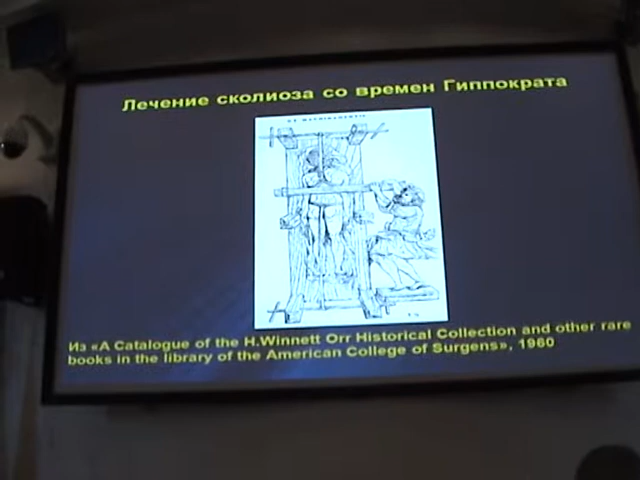 Лечение сколиоза со времен Гиппократа
Из «A Catalogue of the H.Winnett Orr Historical Collection and other rare
books in the library of the American College of Surgens», 1960